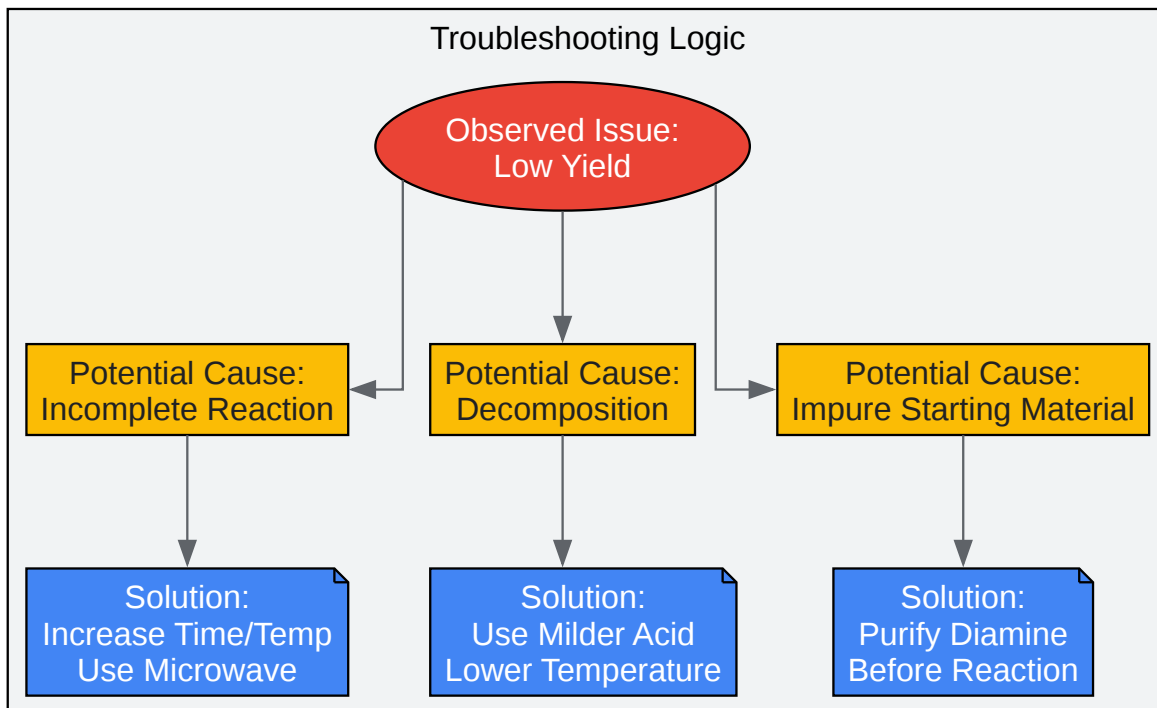 Troubleshooting Logic
Observed Issue:
Low Yield
Potential Cause:
Incomplete Reaction
Potential Cause:
Decomposition
Potential Cause:
Impure Starting Material
Solution:
Increase Time/Temp
Use Microwave
Solution:
Use Milder Acid
Lower Temperature
Solution:
Purify Diamine
Before Reaction